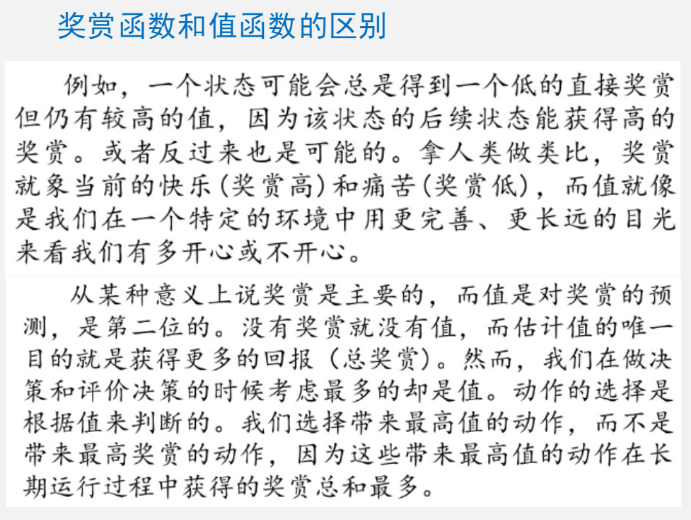 奖赏函数和值函数的区别
例如，一个状态可能会总是得到一个低的直接奖赏
但仍有较高的值，因为该状态的后续状态能获得高的
奖赏。或者反过来也是可能的。拿人类做类比，奖赏
就象当前的快乐(奖赏高)和痛苦(奖赏低)，而值就像
是我们在一个特定的环境中用更完善、更长远的目光
来看我们有多开心或不开心。
从某种意义上说奖赏是主要的，而值是对奖赏的预
测，是第二位的。没有奖赏就没有值，而估计值的唯一
目的就是获得更多的回报（总奖赏）。然而，我们在做决
策和评价决策的时候考虑最多的却是值。动作的选择是
根据值来判断的。我们选择带来最高值的动作，而不是
带来最高奖赏的动作，因为这些带来最高值的动作在长
期运行过程中获得的奖赏总和最多。